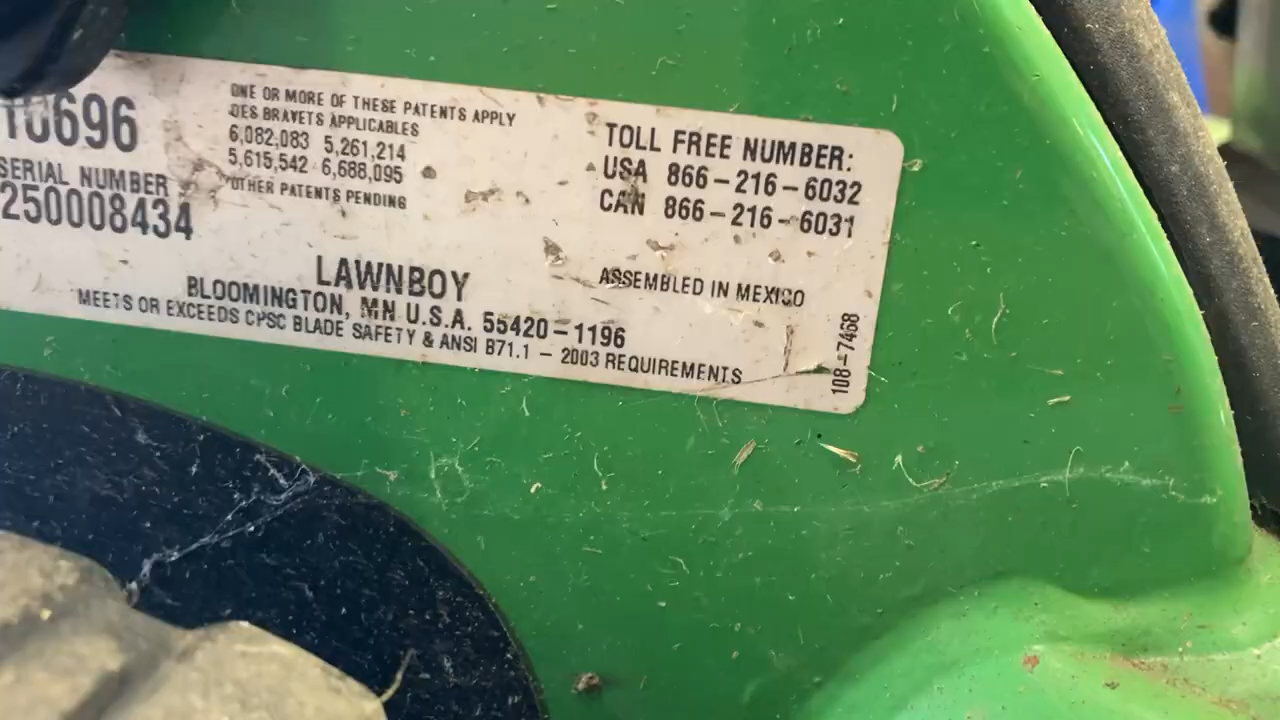 10696
SERIAL NUMBER
250008434
ONE OR MORE OF THESE PATENTS APPLY
DES BRAVETS APPLICABLES
6,082,083 5,261,214
5,615,542 6,688,095
OTHER PATENTS PENDING
TOLL FREE NUMBER:
USA 866-216-6032
CAN 866-216-6031
LAWNBOY
BLOOMINGTON, MN U.S.A. 55420-1196
MEETS OR EXCEEDS CPSC BLADE SAFETY & ANSI B71.1 - 2003 REQUIREMENTS
ASSEMBLED IN MEXICO
108-7468